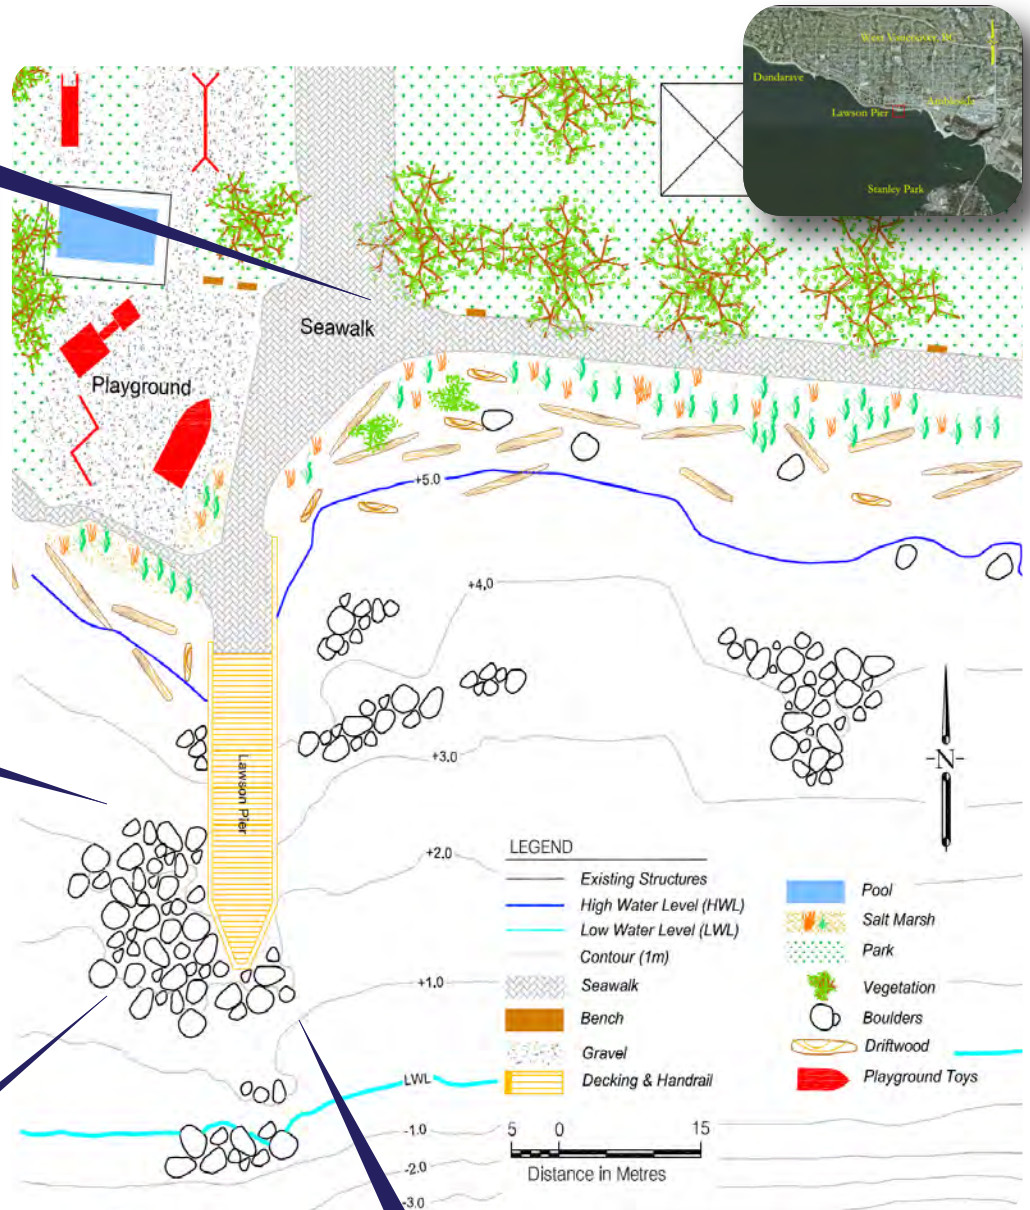 West Vancouver BC
Dundarave
Ambleside
Lawson Pier
Stanley Park
Seawalk
Playground
+5.0
+4.0
+3.0
Lawson Pier
+2.0
+1.0
LWL
-1.0
-2.0
-3.0
-N-
LEGEND
Existing Structures
High Water Level (HWL)
Low Water Level (LWL)
Contour (1m)
Seawalk
Bench
Gravel
Decking & Handrail
Pool
Salt Marsh
Park
Vegetation
Boulders
Driftwood
Playground Toys
5 0 15
Distance in Metres